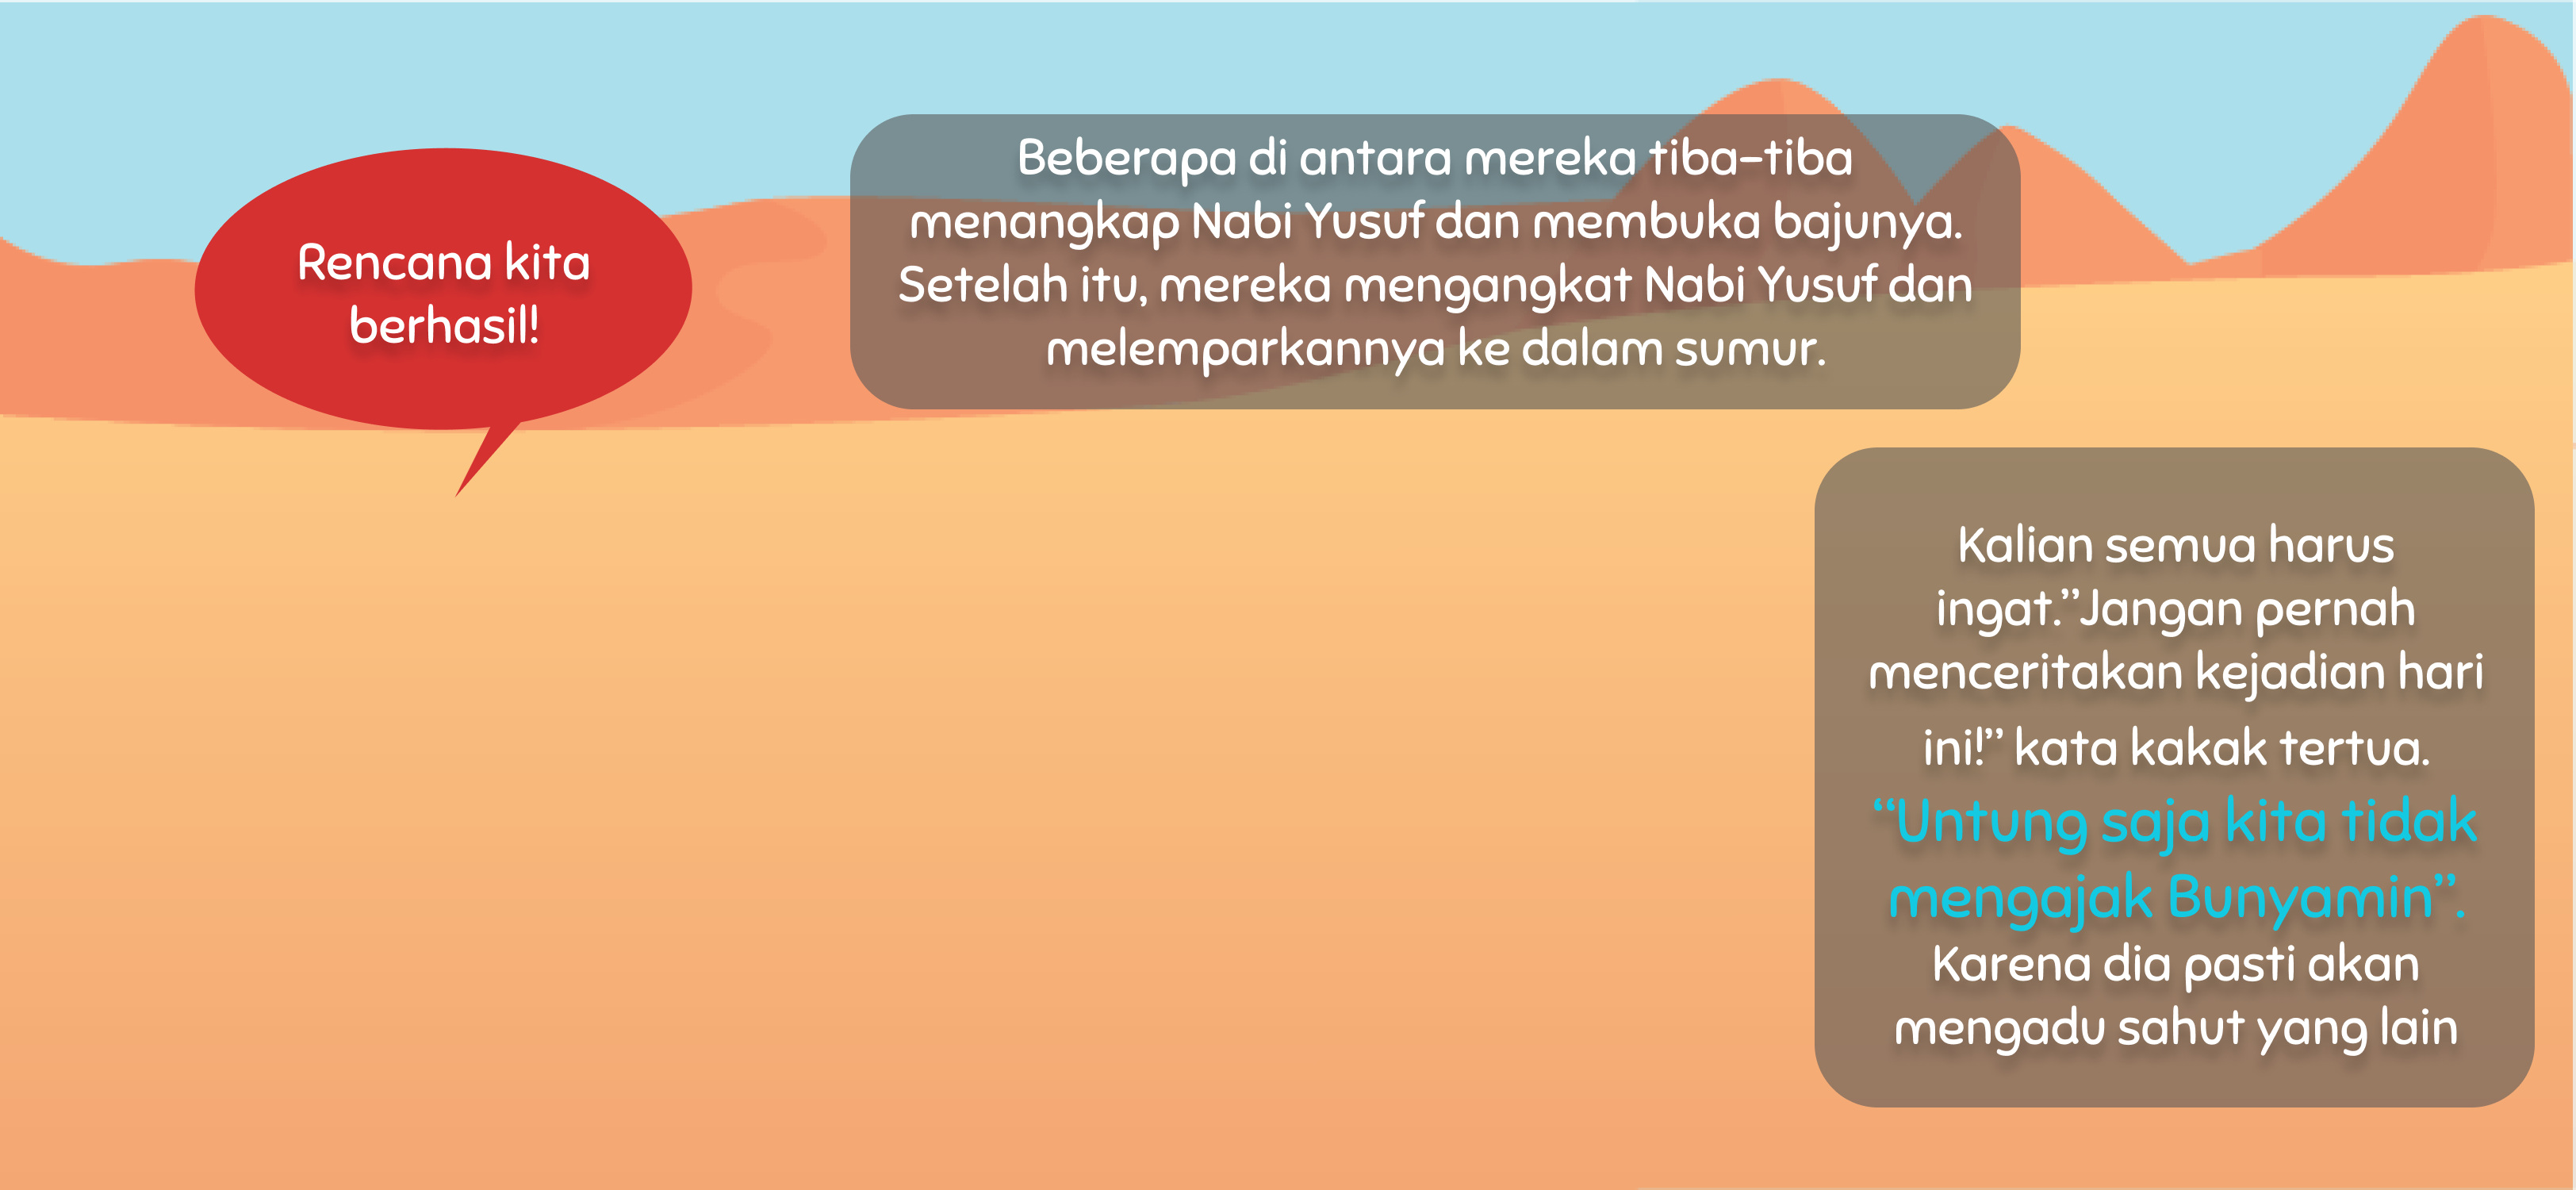 Rencana kita
berhasil!
Beberapa di antara mereka tiba-tiba
menangkap Nabi Yusuf dan membuka bajunya.
Setelah itu, mereka mengangkat Nabi Yusuf dan
melemparkannya ke dalam sumur.
Kalian semua harus
ingat.”Jangan pernah
menceritakan kejadian hari
ini!” kata kakak tertua.
“Untung saja kita tidak
mengajak Bunyamin”.
Karena dia pasti akan
mengadu sahut yang lain